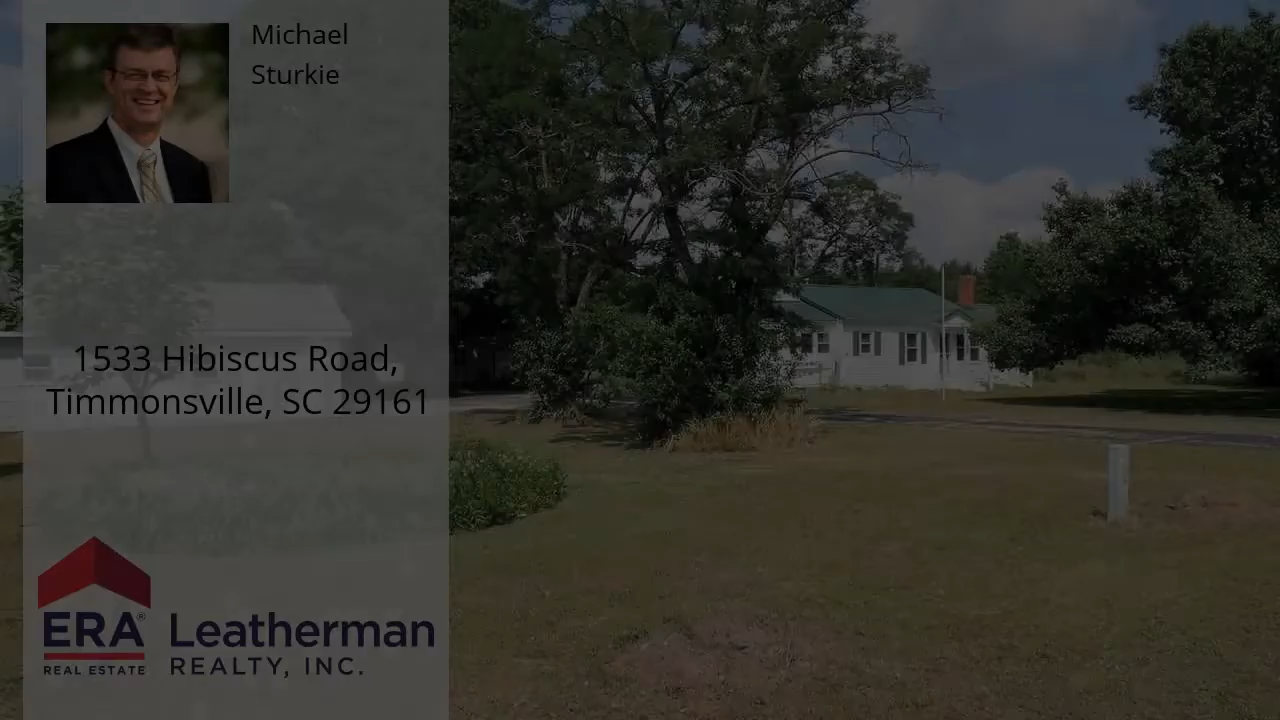 Michael
Sturkie
1533 Hibiscus Road,
Timmonsville, SC 29161
ERA® Leatherman
REAL ESTATE REALTY, INC.